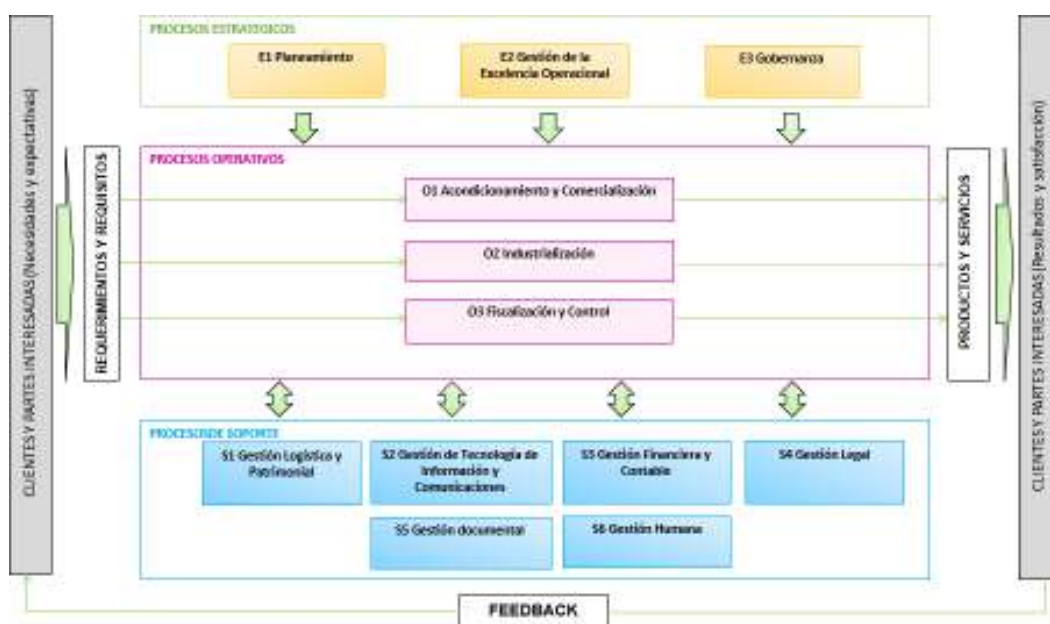 PROCESOS ESTRATEGICOS
E1 Planeamiento
E2 Gestión de la
Excelencia Operacional
E3 Gobernanza
CLIENTES Y PARTES INTERESADAS (Necesidades y expectativas)
REQUERIMIENTOS Y REQUISITOS
PROCESOS OPERATIVOS
O1 Acondicionamiento y Comercialización
O2 Industrialización
O3 Fiscalización y Control
PRODUCTOS Y SERVICIOS
CLIENTES Y PARTES INTERESADAS (Resultados y satisfacción)
PROCESOS DE SOPORTE
S1 Gestión Logística y
Patrimonial
S2 Gestión de Tecnología de
Información y
Comunicaciones
S3 Gestión Financiera y
Contable
S4 Gestión Legal
S5 Gestión documental
S6 Gestión Humana
FEEDBACK